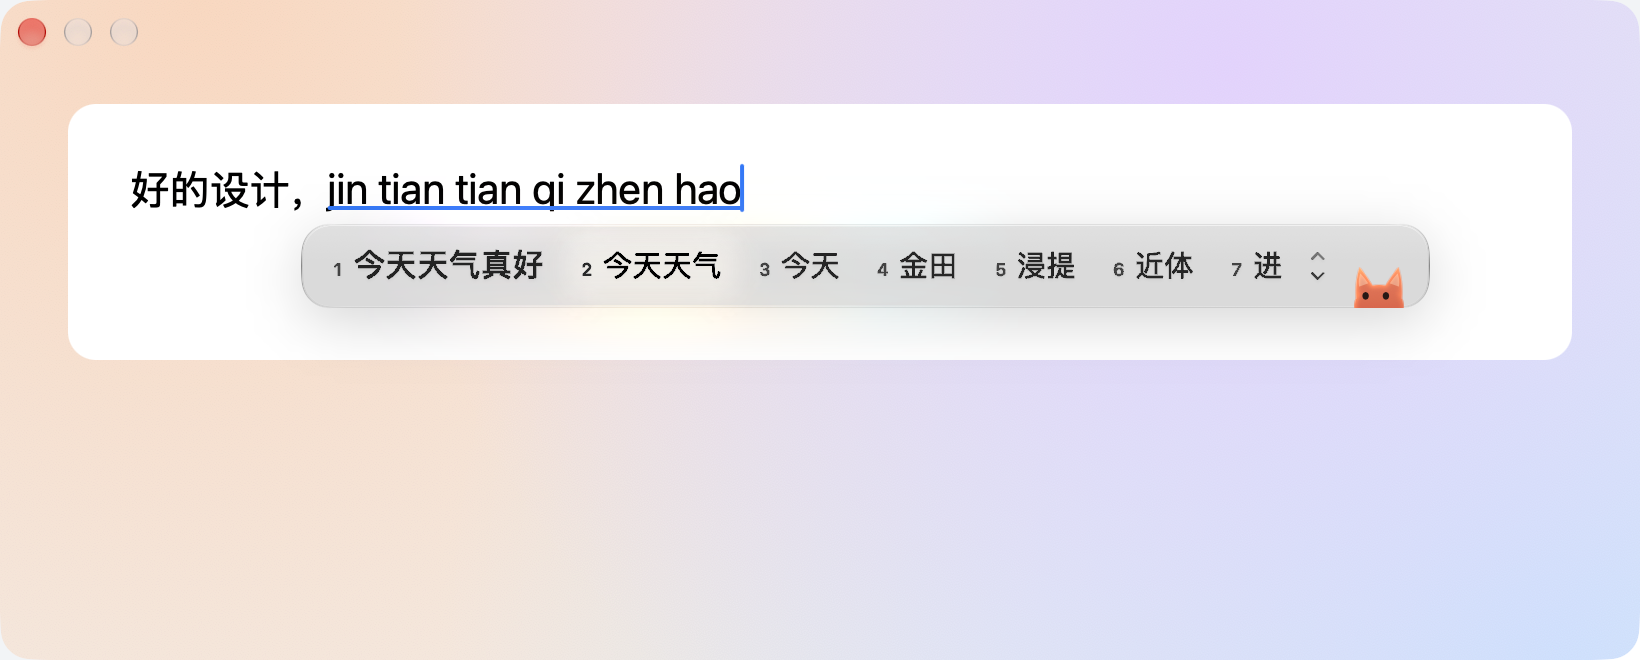 好的设计，jin tian tian qi zhen hao
1 今天天气真好 2 今天天气 3 今天 4 金田 5 浸提 6 近体 7 进